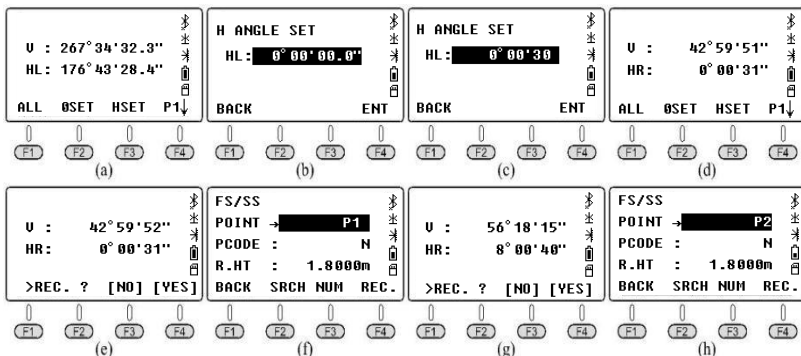 V : 267°34'32.3"
HL: 176°43'28.4"
ALL 0SET HSET P1↓
F1 F2 F3 F4
(a)
H ANGLE SET
HL: 0°00'00.0"
BACK ENT
F1 F2 F3 F4
(b)
H ANGLE SET
HL: 0°00'30
BACK ENT
F1 F2 F3 F4
(c)
V : 42°59'51"
HR: 0°00'31"
ALL 0SET HSET P1↓
F1 F2 F3 F4
(d)
V : 42°59'52"
HR: 0°00'31"
>REC. ? [NO] [YES]
F1 F2 F3 F4
(e)
FS/SS
POINT → P1
PCODE : N
R.HT : 1.8000m
BACK SRCH NUM REC.
F1 F2 F3 F4
(f)
V : 56°18'15"
HR: 8°00'40"
>REC. ? [NO] [YES]
F1 F2 F3 F4
(g)
FS/SS
POINT → P2
PCODE : N
R.HT : 1.8000m
BACK SRCH NUM REC.
F1 F2 F3 F4
(h)